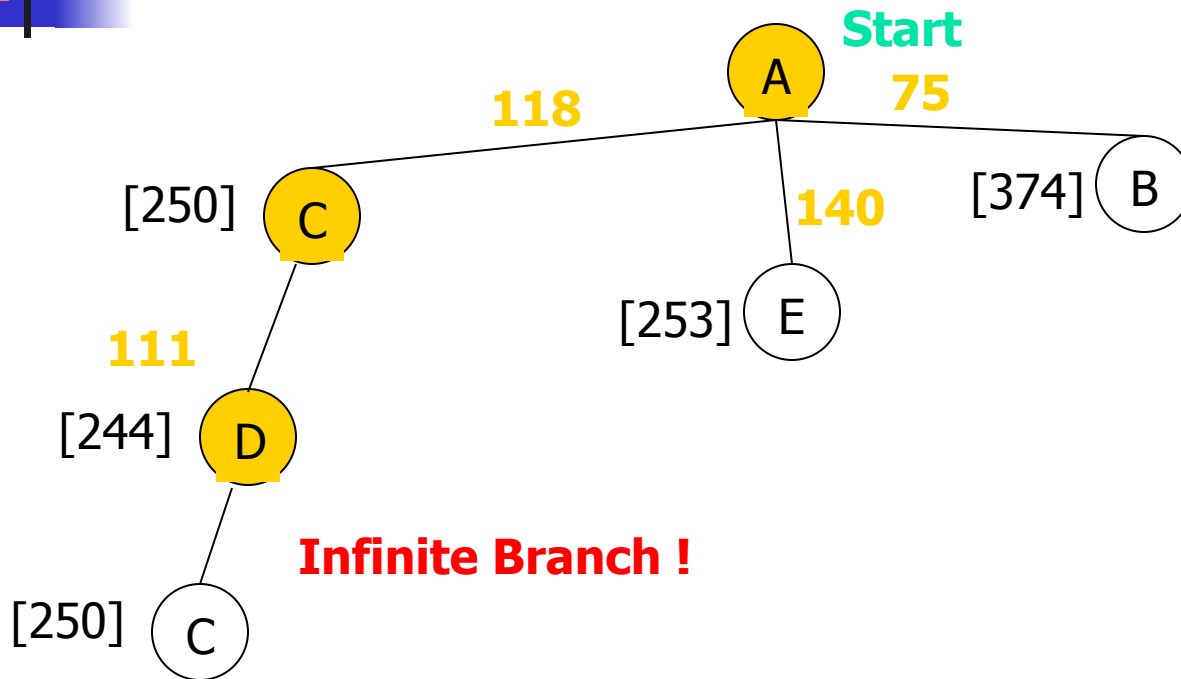 Start
A
118
75
[250]
C
140
[374]
B
[253]
E
111
[244]
D
Infinite Branch !
[250]
C